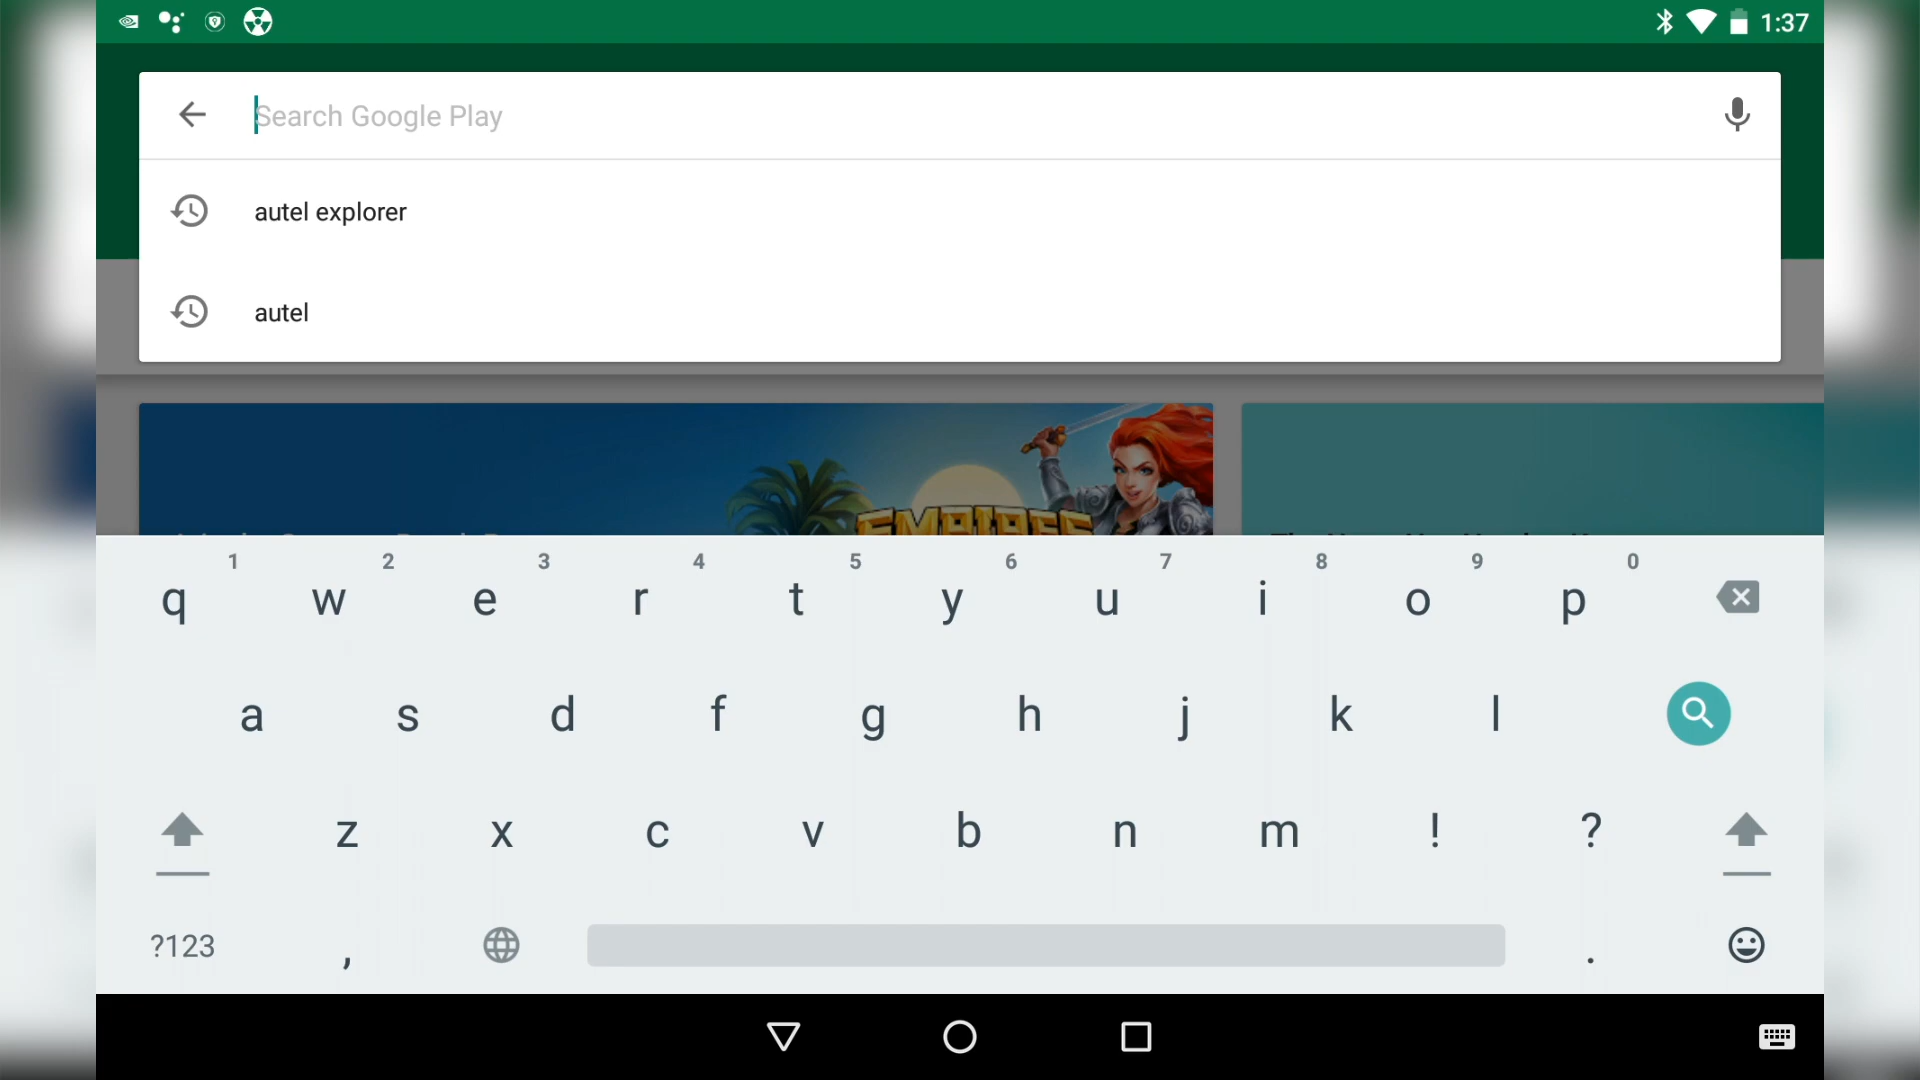 1:37
Search Google Play
autel explorer
autel
EMPIRES
1 2 3 4 5 6 7 8 9 0
q w e r t y u i o p
a s d f g h j k l
z x c v b n m ! ?
?123 , .